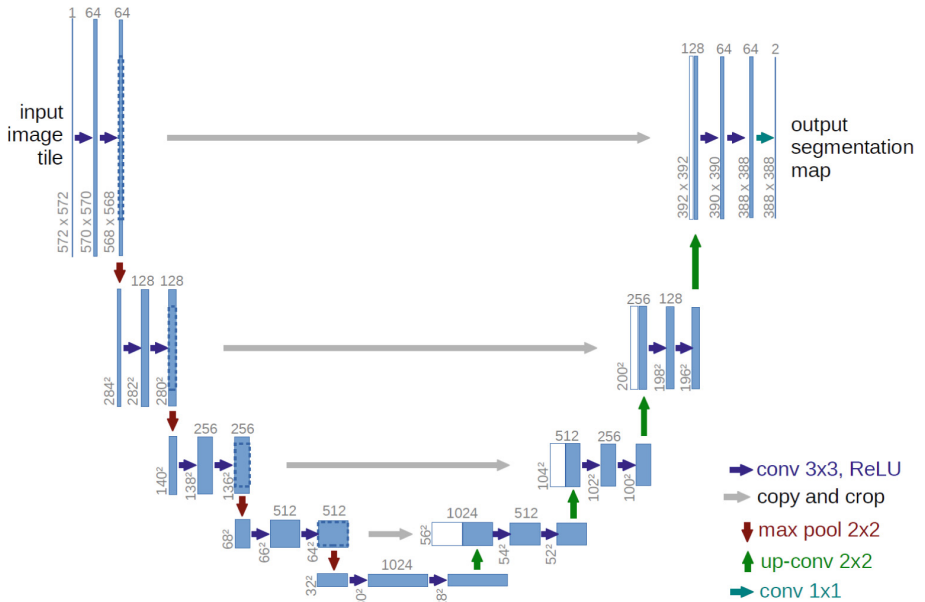 1 64 64
128 64 64 2
input
image
tile
output
segmentation
map
572 x 572
570 x 570
568 x 568
392 x 392
390 x 390
388 x 388
388 x 388
128 128
256 128
284²
282²
280²
200²
198²
196²
256 256
512 256
140²
138²
136²
104²
102²
100²
512 512
1024 512
68²
66²
64²
56²
54²
52²
1024
32²
0²
8²
conv 3x3, ReLU
copy and crop
max pool 2x2
up-conv 2x2
conv 1x1